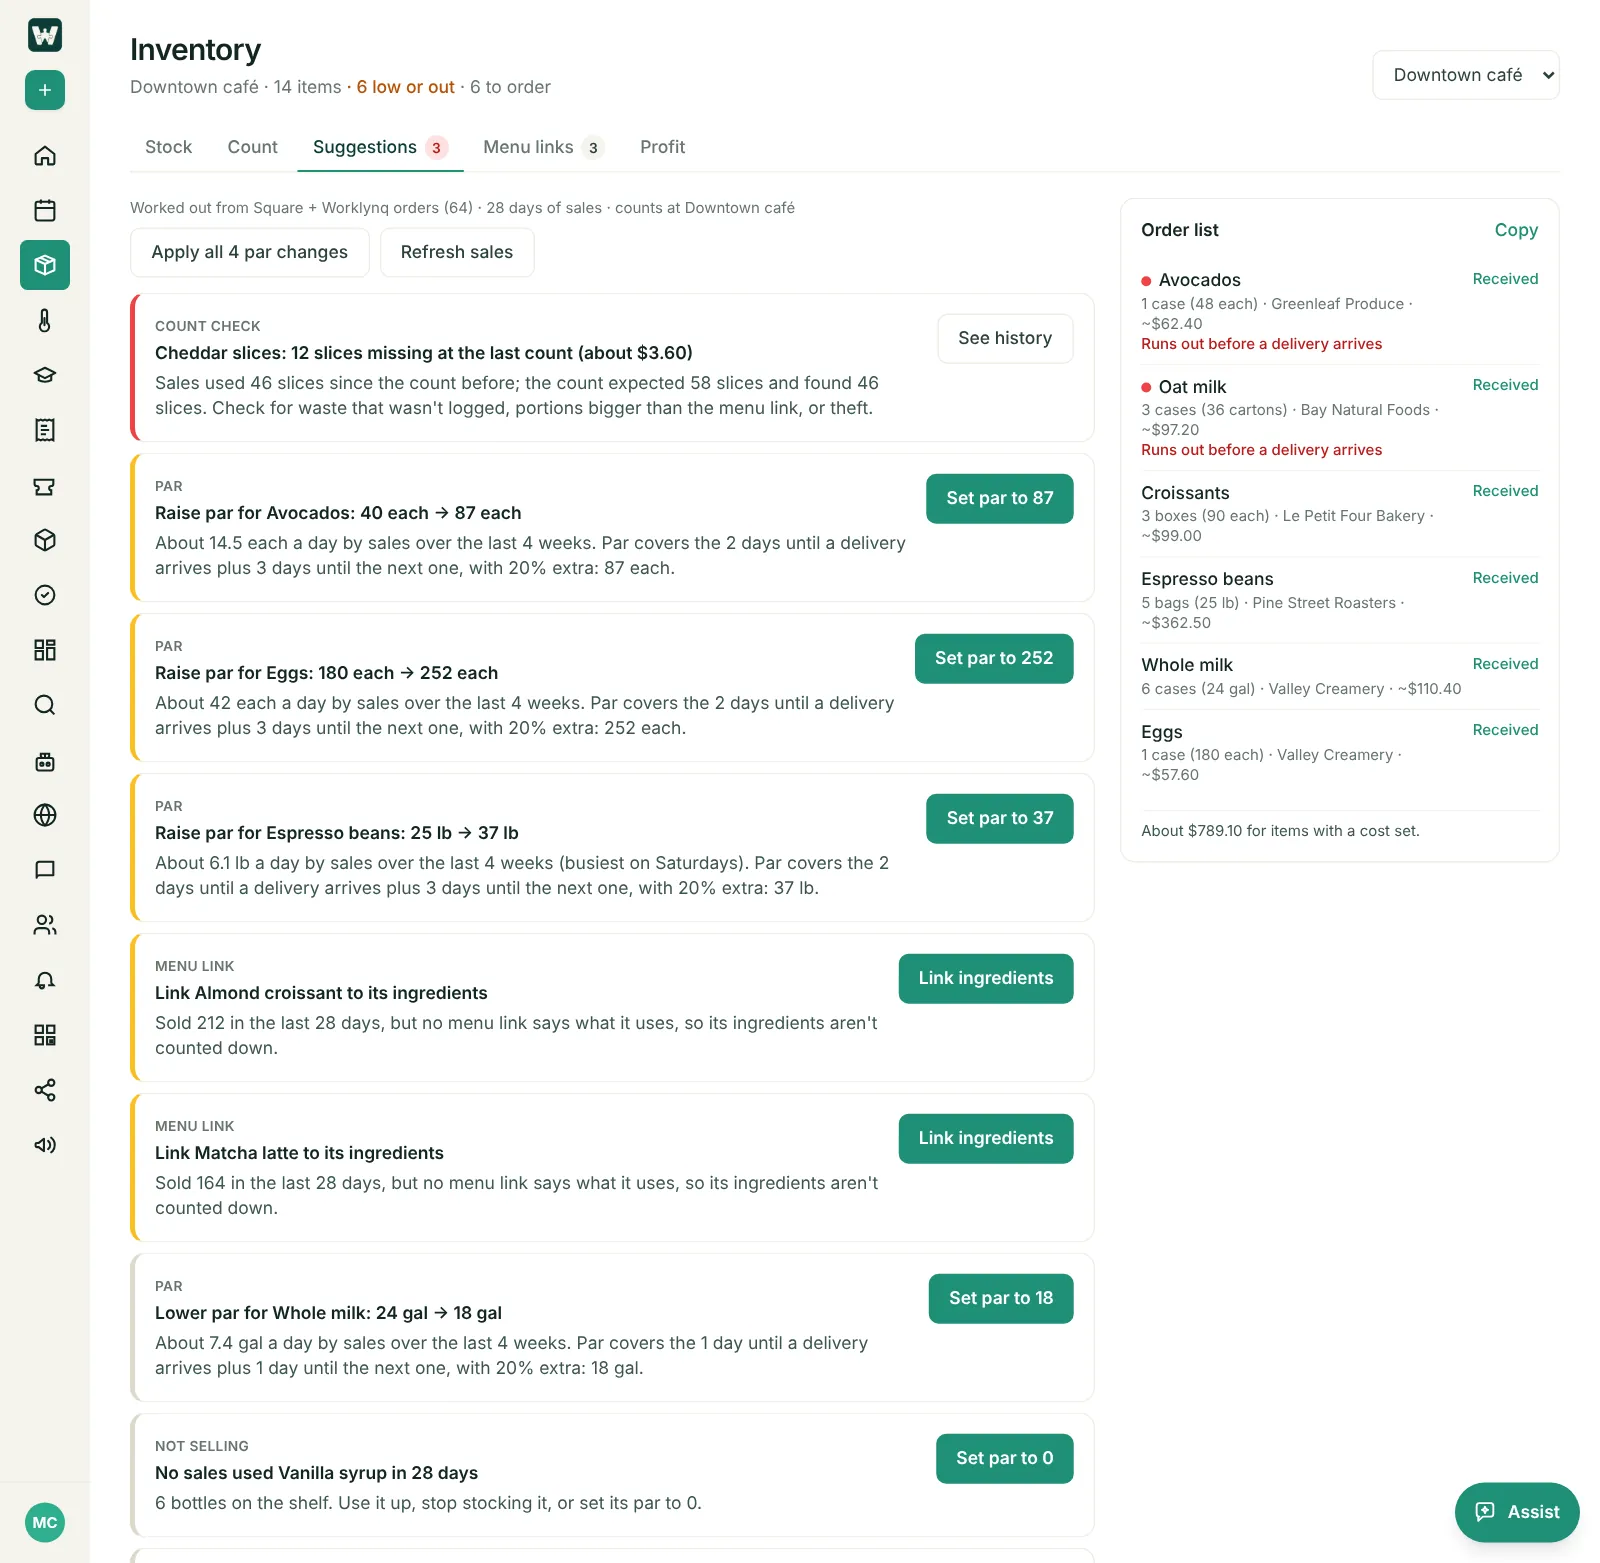 W
+
Inventory
Downtown café · 14 items · 6 low or out · 6 to order
Downtown café
Stock
Count
Suggestions 3
Menu links 3
Profit
Worked out from Square + Worklynq orders (64) · 28 days of sales · counts at Downtown café
Apply all 4 par changes
Refresh sales
COUNT CHECK
Cheddar slices: 12 slices missing at the last count (about $3.60)
Sales used 46 slices since the count before; the count expected 58 slices and found 46
slices. Check for waste that wasn't logged, portions bigger than the menu link, or theft.
See history
PAR
Raise par for Avocados: 40 each → 87 each
About 14.5 each a day by sales over the last 4 weeks. Par covers the 2 days until a delivery
arrives plus 3 days until the next one, with 20% extra: 87 each.
Set par to 87
PAR
Raise par for Eggs: 180 each → 252 each
About 42 each a day by sales over the last 4 weeks. Par covers the 2 days until a delivery
arrives plus 3 days until the next one, with 20% extra: 252 each.
Set par to 252
PAR
Raise par for Espresso beans: 25 lb → 37 lb
About 6.1 lb a day by sales over the last 4 weeks (busiest on Saturdays). Par covers the 2
days until a delivery arrives plus 3 days until the next one, with 20% extra: 37 lb.
Set par to 37
MENU LINK
Link Almond croissant to its ingredients
Sold 212 in the last 28 days, but no menu link says what it uses, so its ingredients aren't
counted down.
Link ingredients
MENU LINK
Link Matcha latte to its ingredients
Sold 164 in the last 28 days, but no menu link says what it uses, so its ingredients aren't
counted down.
Link ingredients
PAR
Lower par for Whole milk: 24 gal → 18 gal
About 7.4 gal a day by sales over the last 4 weeks. Par covers the 1 day until a delivery
arrives plus 1 day until the next one, with 20% extra: 18 gal.
Set par to 18
NOT SELLING
No sales used Vanilla syrup in 28 days
6 bottles on the shelf. Use it up, stop stocking it, or set its par to 0.
Set par to 0
Order list
Copy
Avocados
Received
1 case (48 each) · Greenleaf Produce ·
~$62.40
Runs out before a delivery arrives
Oat milk
Received
3 cases (36 cartons) · Bay Natural Foods ·
~$97.20
Runs out before a delivery arrives
Croissants
Received
3 boxes (90 each) · Le Petit Four Bakery ·
~$99.00
Espresso beans
Received
5 bags (25 lb) · Pine Street Roasters ·
~$362.50
Whole milk
Received
6 cases (24 gal) · Valley Creamery · ~$110.40
Eggs
Received
1 case (180 each) · Valley Creamery ·
~$57.60
About $789.10 for items with a cost set.
MC
Assist